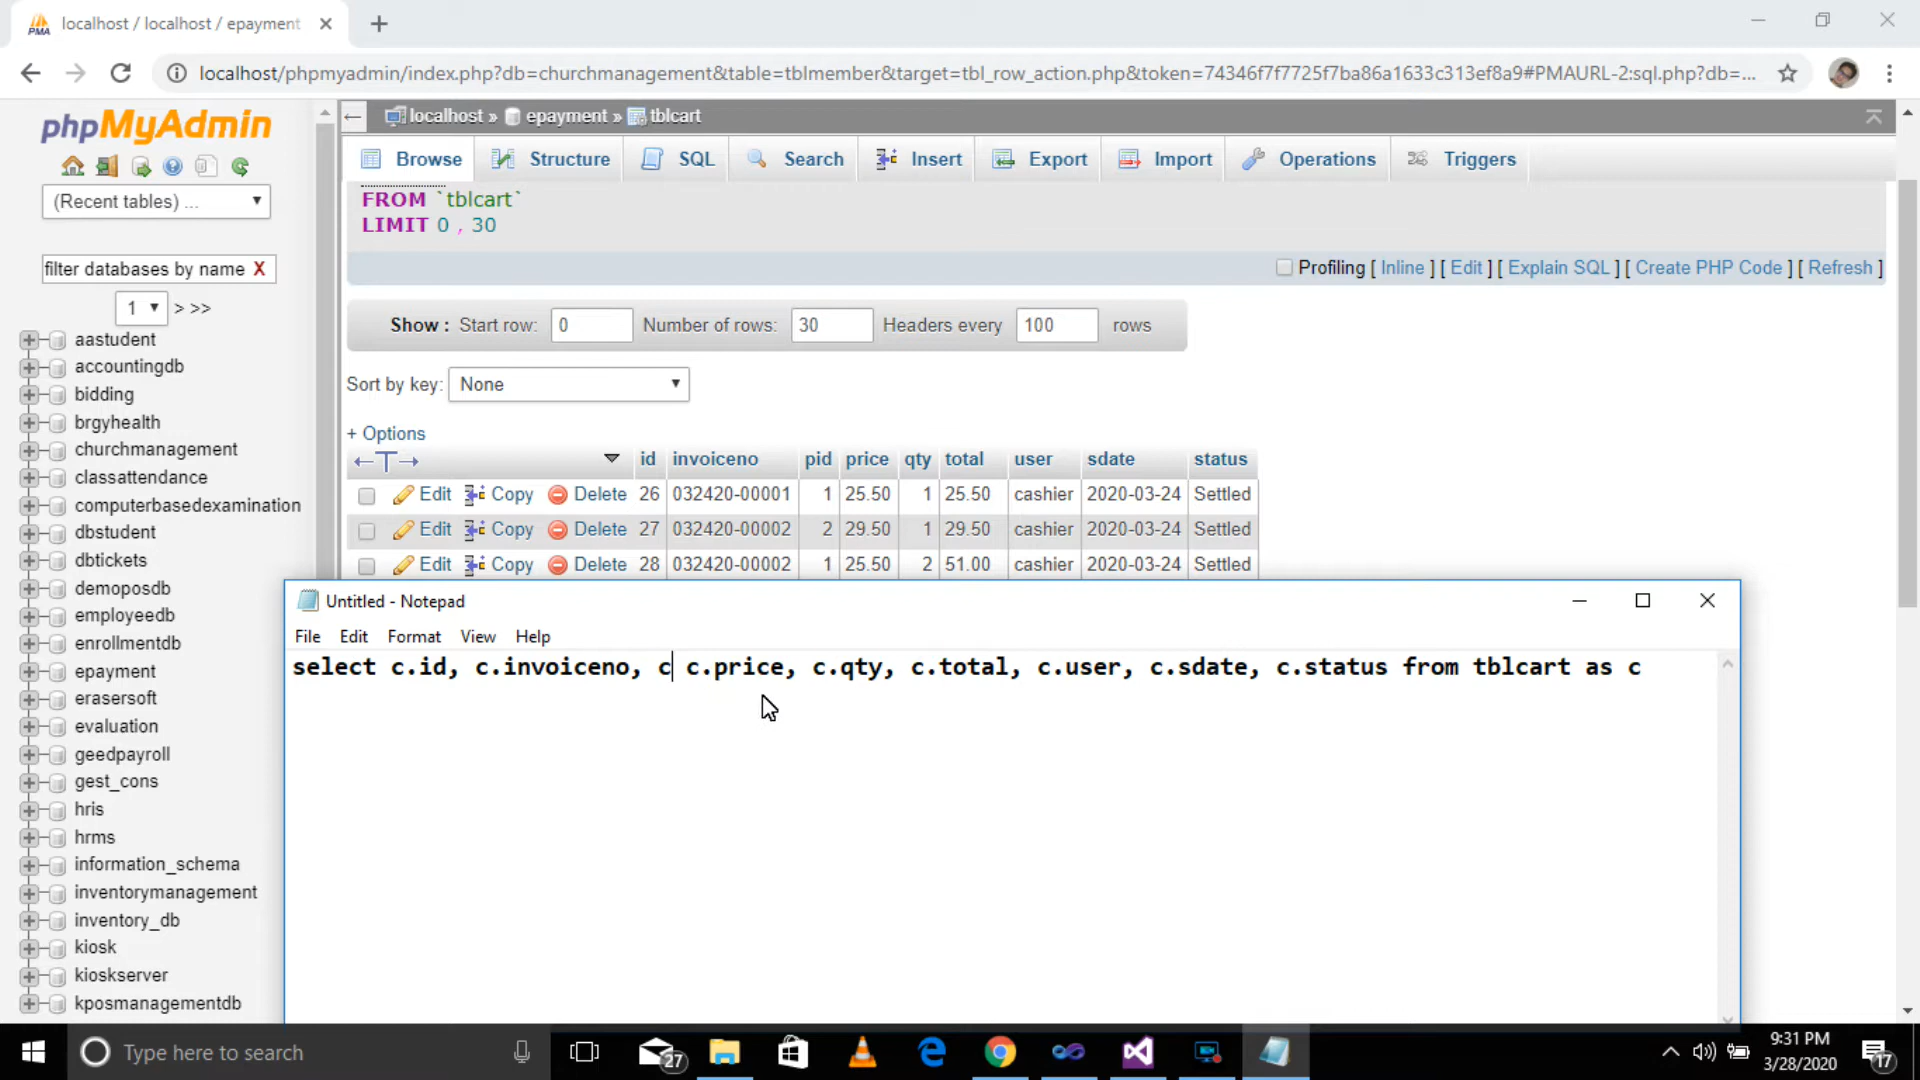 localhost / localhost / epayment
localhost/phpmyadmin/index.php?db=churchmanagement&table=tblmember&target=tbl_row_action.php&token=74346f7f7725f7ba86a1633c313ef8a9#PMAURL-2:sql.php?db=...
phpMyAdmin
(Recent tables) ...
filter databases by name X
1 > >>
aastudent
accountingdb
bidding
brgyhealth
churchmanagement
classattendance
computerbasedexamination
dbstudent
dbtickets
demoposdb
employeedb
enrollmentdb
epayment
erasersoft
evaluation
geedpayroll
gest_cons
hris
hrms
information_schema
inventorymanagement
inventory_db
kiosk
kioskserver
kposmanagementdb
localhost » epayment » tblcart
Browse Structure SQL Search Insert Export Import Operations Triggers
FROM `tblcart`
LIMIT 0 , 30
Profiling [ Inline ] [ Edit ] [ Explain SQL ] [ Create PHP Code ] [ Refresh ]
Show : Start row: 0 Number of rows: 30 Headers every 100 rows
Sort by key: None
+ Options
←T→ id invoiceno pid price qty total user sdate status
Edit Copy Delete 26 032420-00001 1 25.50 1 25.50 cashier 2020-03-24 Settled
Edit Copy Delete 27 032420-00002 2 29.50 1 29.50 cashier 2020-03-24 Settled
Edit Copy Delete 28 032420-00002 1 25.50 2 51.00 cashier 2020-03-24 Settled
Untitled - Notepad
File Edit Format View Help
select c.id, c.invoiceno, c c.price, c.qty, c.total, c.user, c.sdate, c.status from tblcart as c
Type here to search
27
9:31 PM
3/28/2020
17